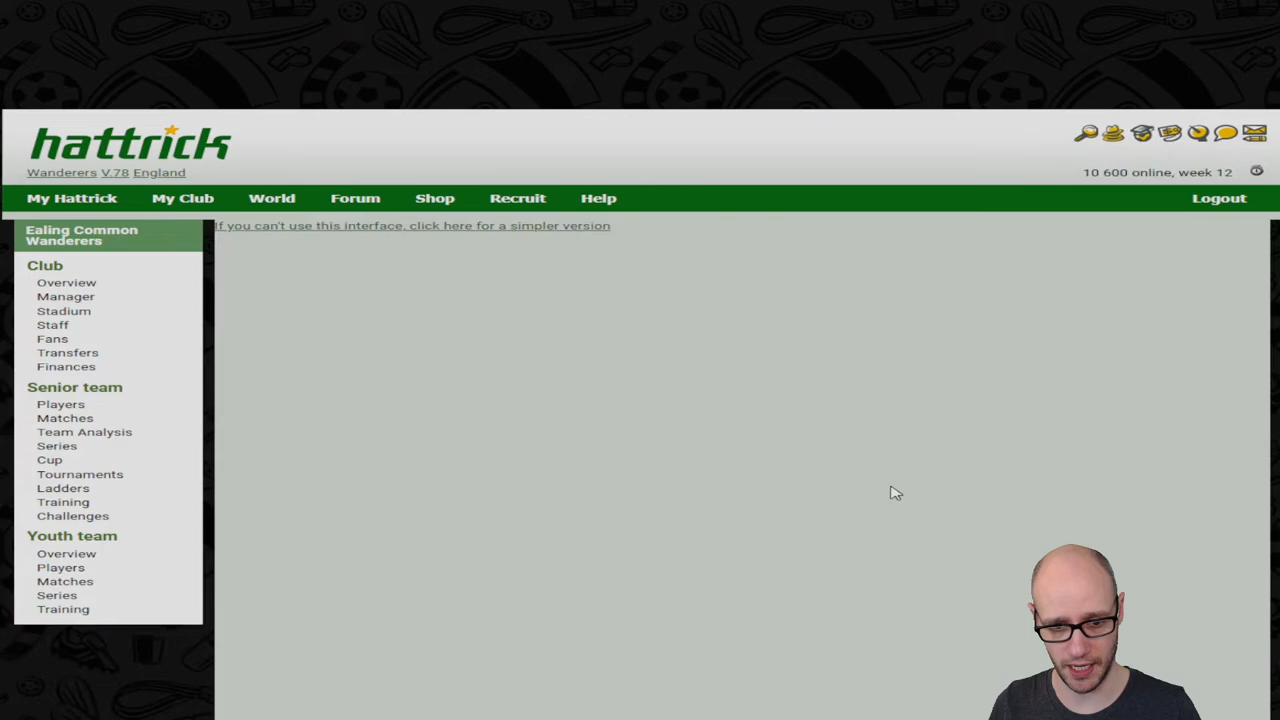 hattrick
Wanderers V.78 England
10 600 online, week 12
My Hattrick My Club World Forum Shop Recruit Help Logout
Ealing Common
Wanderers
If you can't use this interface, click here for a simpler version
Club
Overview
Manager
Stadium
Staff
Fans
Transfers
Finances
Senior team
Players
Matches
Team Analysis
Series
Cup
Tournaments
Ladders
Training
Challenges
Youth team
Overview
Players
Matches
Series
Training